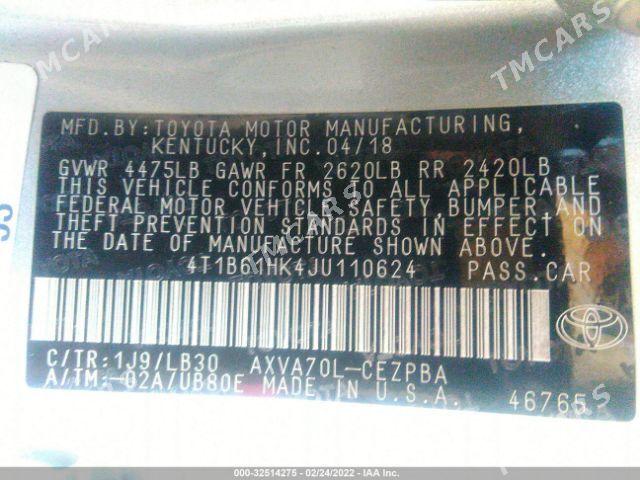 MFD.BY:TOYOTA MOTOR MANUFACTURING,
KENTUCKY,INC.04/18
GVWR 4475LB GAWR FR 2620LB RR 2420LB
THIS VEHICLE CONFORMS TO ALL APPLICABLE
FEDERAL MOTOR VEHICLE SAFETY,BUMPER,AND
THEFT PREVENTION STANDARDS IN EFFECT ON
THE DATE OF MANUFACTURE SHOWN ABOVE.
4T1B61HK4JU110624 PASS.CAR
C/TR:1J9/LB30 AXVA70L-CEZPBA
A/TM:-02A/UB80E MADE IN U.S.A.
46765
TMCARS
TMCARS
TMCARS
000-32514275 - 02/24/2022 - IAA Inc.